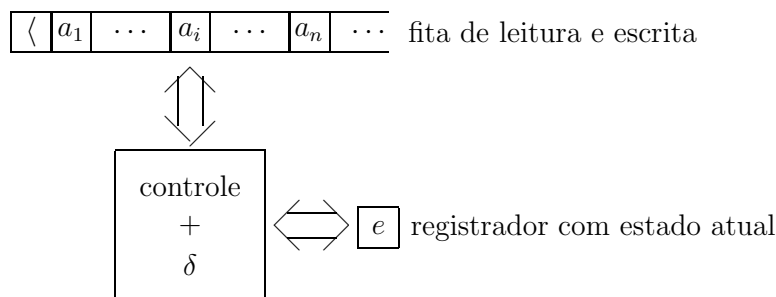 ⟨ a₁ ⋯ aᵢ ⋯ aₙ ⋯ fita de leitura e escrita
controle
+
δ
e registrador com estado atual